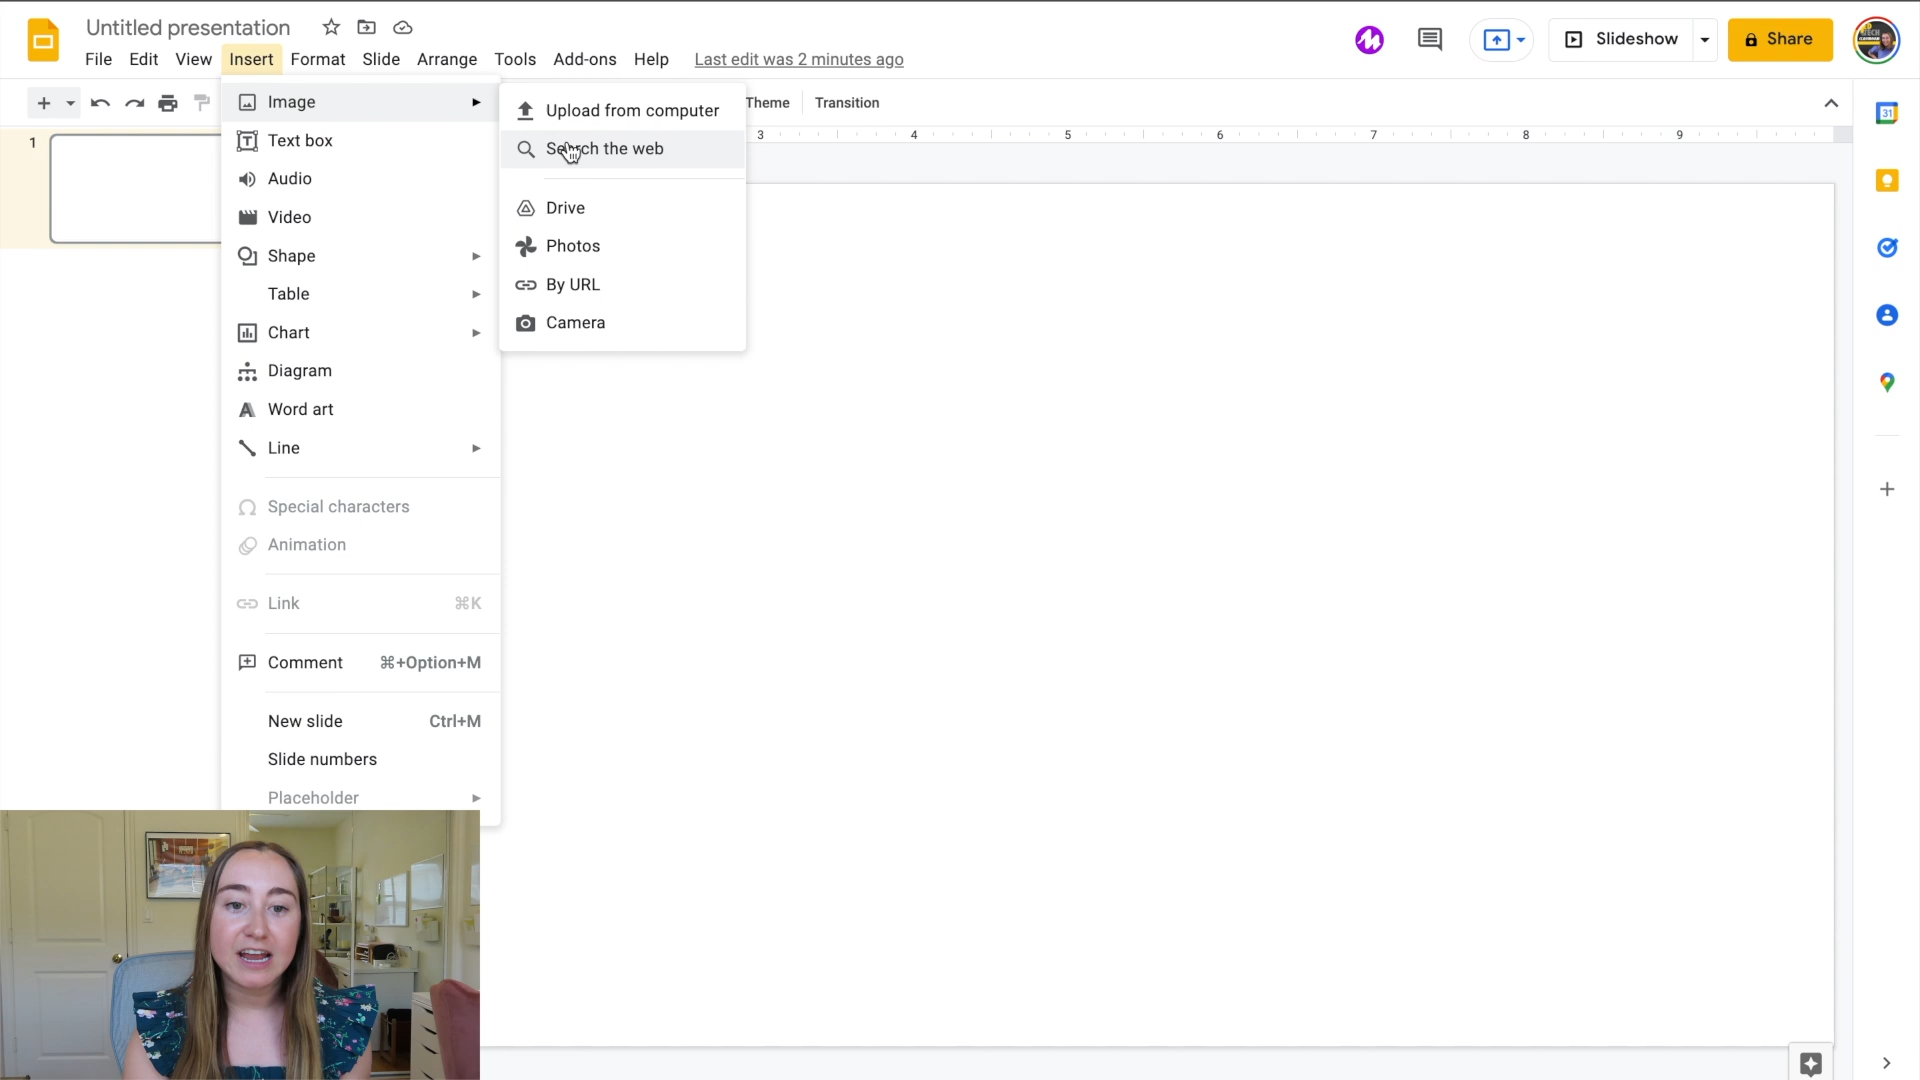 Untitled presentation
File Edit View Insert Format Slide Arrange Tools Add-ons Help Last edit was 2 minutes ago
Slideshow
Share
Theme
Transition
3 4 5 6 7 8 9
1
Image
Text box
Audio
Video
Shape
Table
Chart
Diagram
Word art
Line
Special characters
Animation
Link ⌘K
Comment ⌘+Option+M
New slide Ctrl+M
Slide numbers
Placeholder
Upload from computer
Search the web
Drive
Photos
By URL
Camera
31